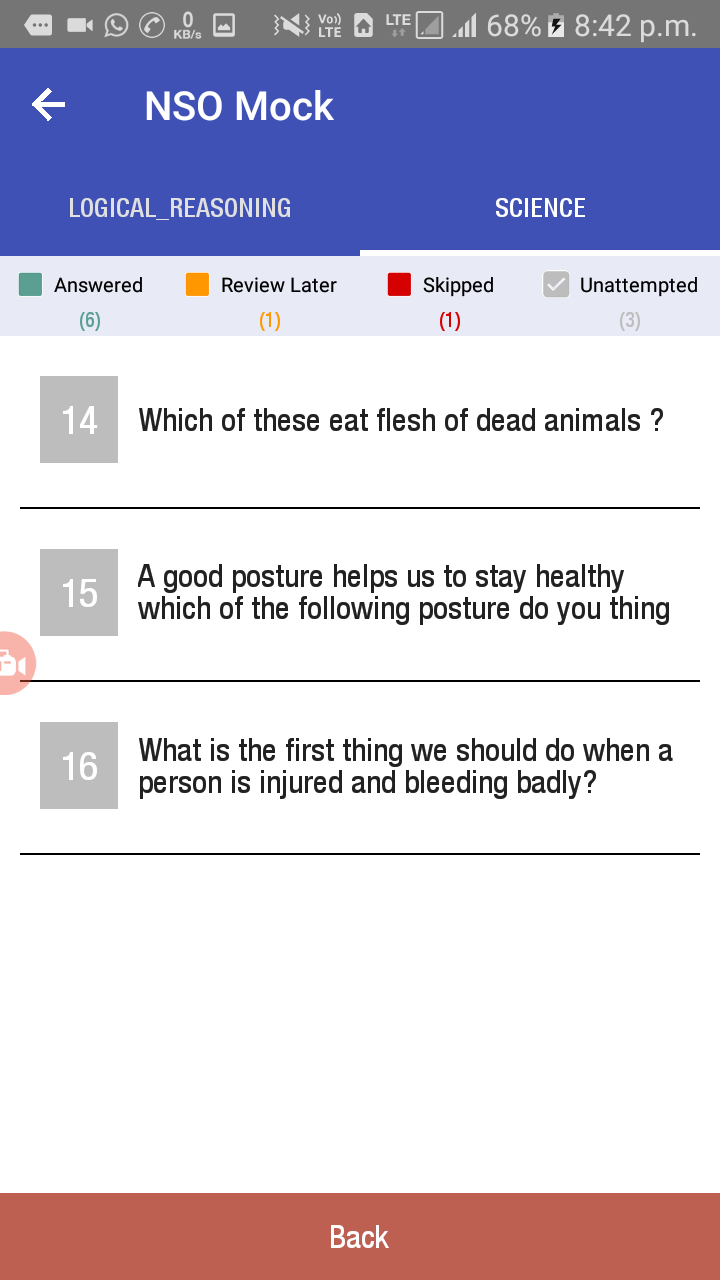 0
KB/s
Vo))
LTE
LTE
68%
8:42 p.m.
NSO Mock
LOGICAL_REASONING
SCIENCE
Answered
Review Later
Skipped
Unattempted
(6)
(1)
(1)
(3)
14
Which of these eat flesh of dead animals ?
15
A good posture helps us to stay healthy
which of the following posture do you thing
16
What is the first thing we should do when a
person is injured and bleeding badly?
Back